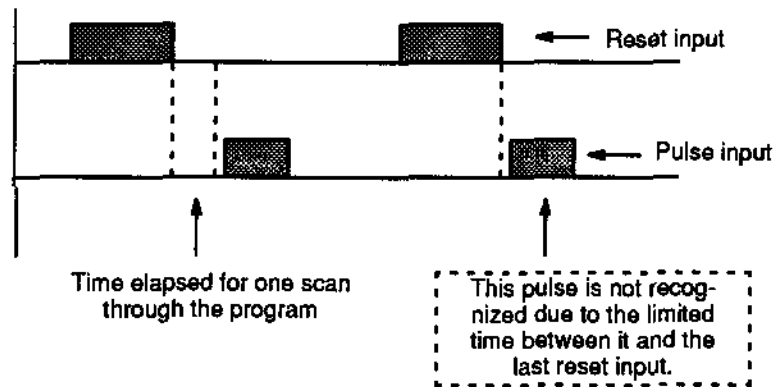 Reset input
Pulse input
Time elapsed for one scan
through the program
This pulse is not recog-
nized due to the limited
time between it and the
last reset input.